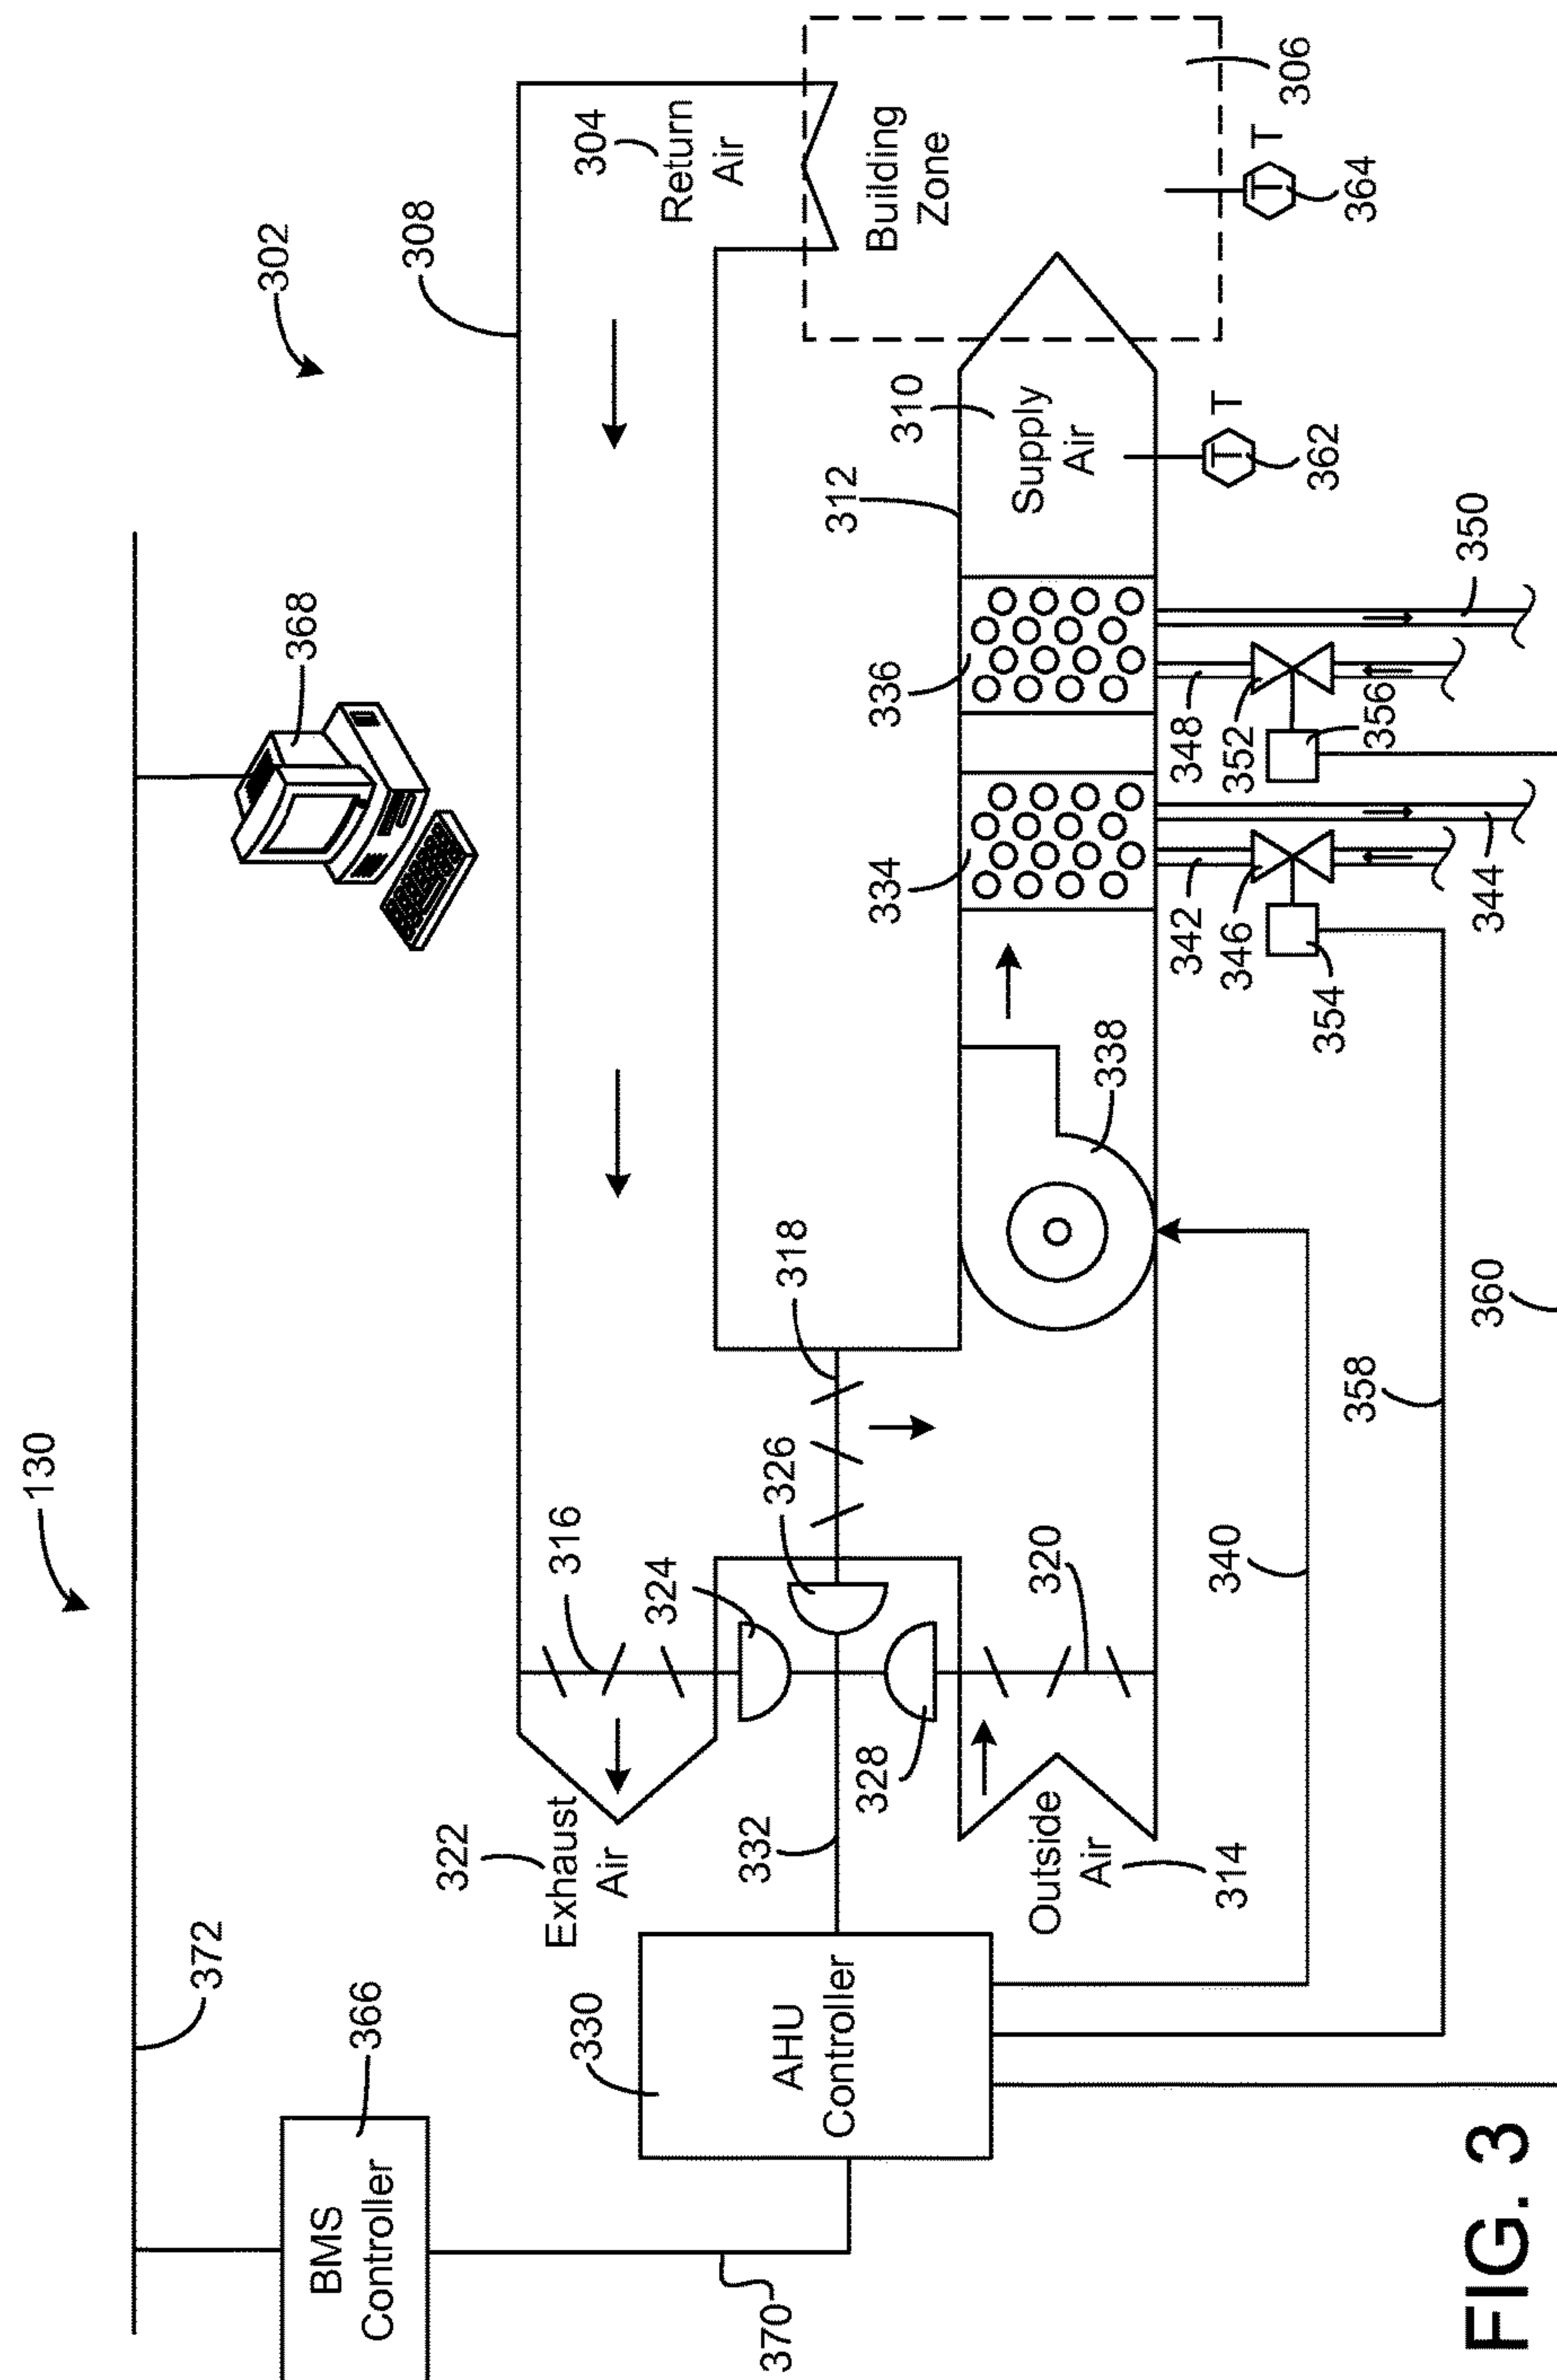 130
372
302
368
366
BMS
Controller
308
370
330
AHU
Controller
322
Exhaust
Air
316
324
304
Return
Air
332
326
318
328
Building
Zone
306
320
Outside
Air
314
338
334
336
312
310
Supply
Air
T
T
362
T
T
364
340
342
346
354
344
348
352
356
350
358
360
FIG. 3